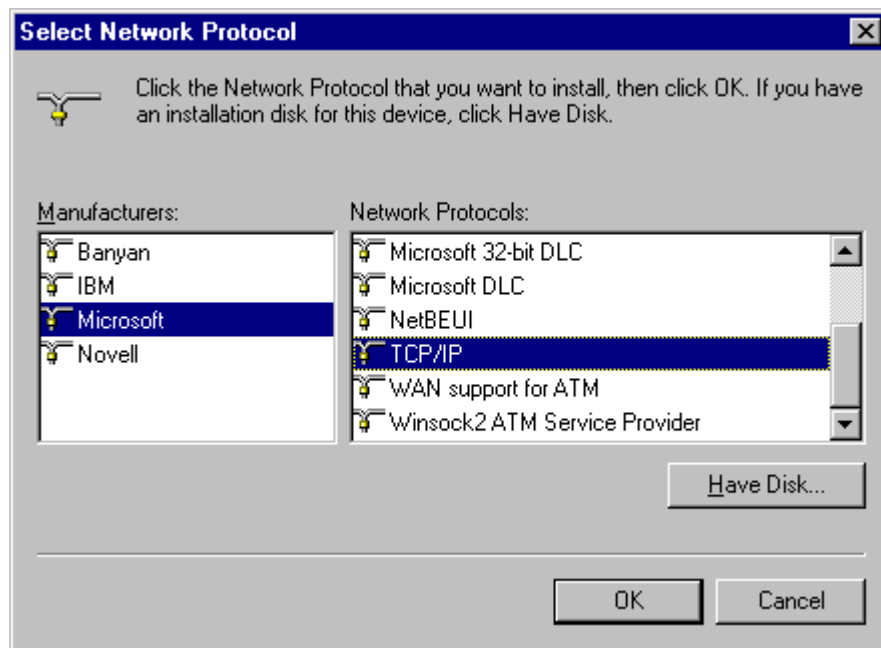 Select Network Protocol
Click the Network Protocol that you want to install, then click OK. If you have
an installation disk for this device, click Have Disk.
Manufacturers:
Banyan
IBM
Microsoft
Novell
Network Protocols:
Microsoft 32-bit DLC
Microsoft DLC
NetBEUI
TCP/IP
WAN support for ATM
Winsock2 ATM Service Provider
Have Disk...
OK
Cancel